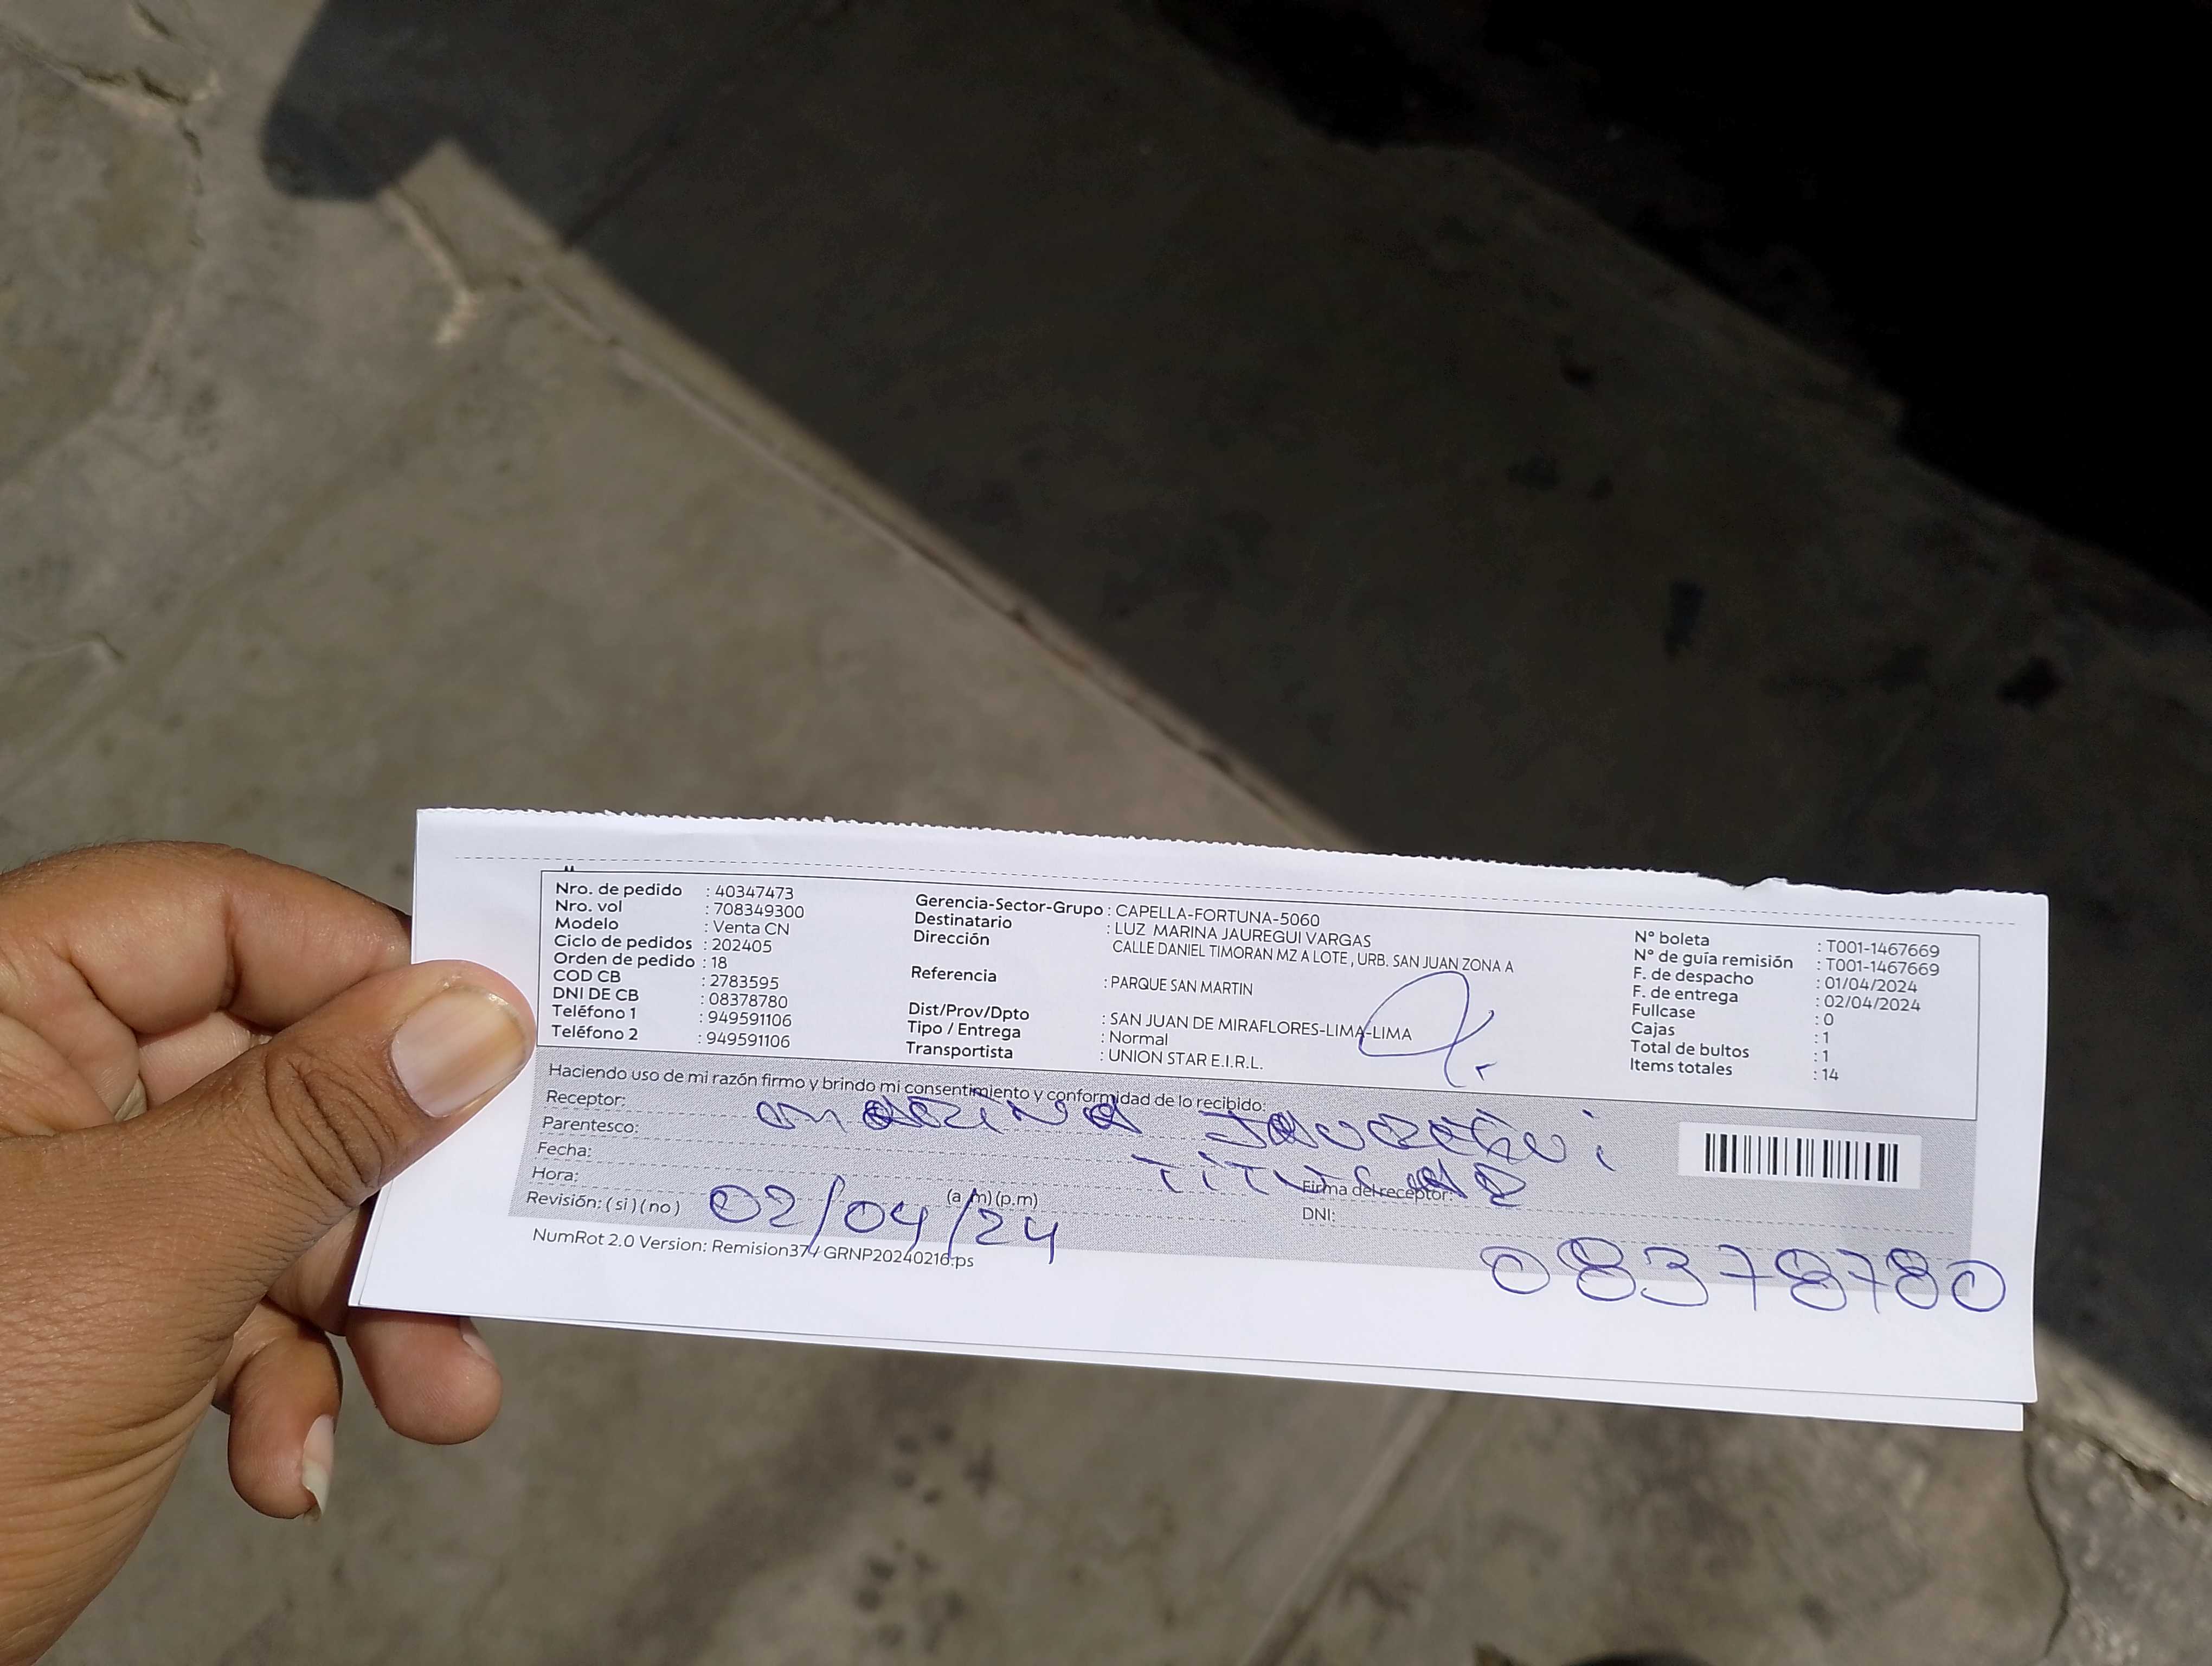 Nro. de pedido : 40347473
Nro. vol : 708349300
Modelo : Venta CN
Ciclo de pedidos : 202405
Orden de pedido : 18
COD CB : 2783595
DNI DE CB : 08378780
Teléfono 1 : 949591106
Teléfono 2 : 949591106
Gerencia-Sector-Grupo : CAPELLA-FORTUNA-5060
Destinatario : LUZ MARINA JAUREGUI VARGAS
Dirección CALLE DANIEL TIMORAN MZ A LOTE , URB. SAN JUAN ZONA A
Referencia : PARQUE SAN MARTIN
Dist/Prov/Dpto : SAN JUAN DE MIRAFLORES-LIMA-LIMA
Tipo / Entrega : Normal
Transportista : UNION STAR E.I.R.L.
N° boleta : T001-1467669
N° de guía remisión : T001-1467669
F. de despacho : 01/04/2024
F. de entrega : 02/04/2024
Fullcase : 0
Cajas : 1
Total de bultos : 1
Items totales : 14
Haciendo uso de mi razón firmo y brindo mi consentimiento y conformidad de lo recibido:
Receptor: MARINA JAUREGUI
Parentesco: TITULAR
Fecha: 02/04/24
Hora: (a.m) (p.m)
Revisión: ( si ) ( no )
Firma del receptor:
DNI: 08378780
NumRot 2.0 Version: Remision37 / GRNP20240216.ps